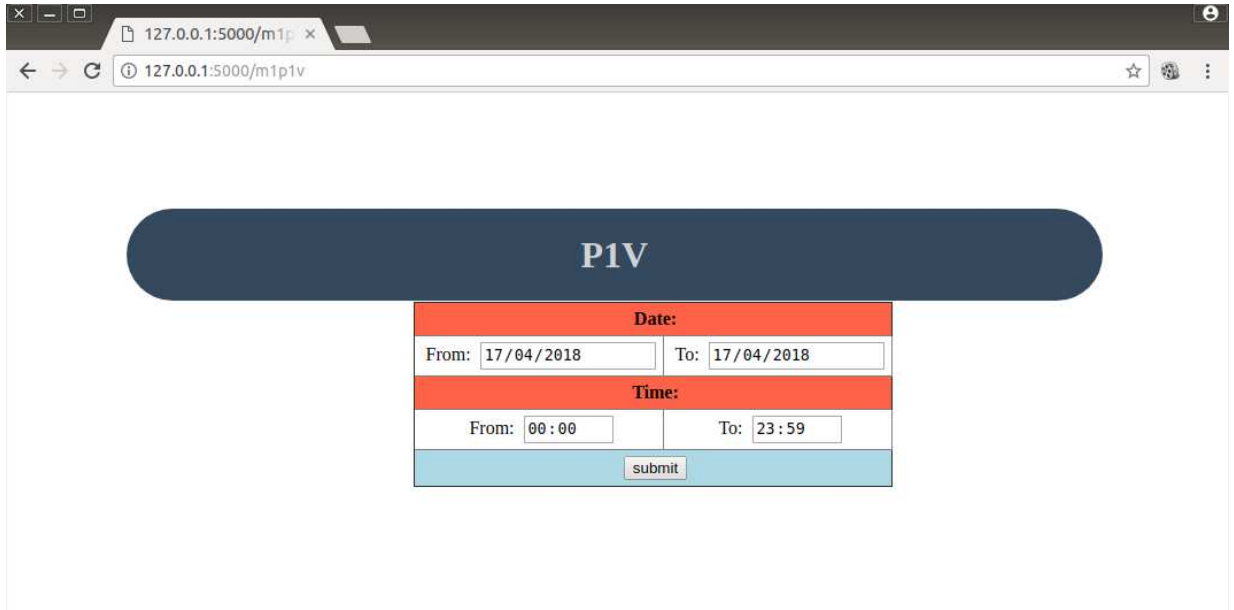 127.0.0.1:5000/m1p
127.0.0.1:5000/m1p1v
P1V
Date:
From: 17/04/2018 To: 17/04/2018
Time:
From: 00:00 To: 23:59
submit